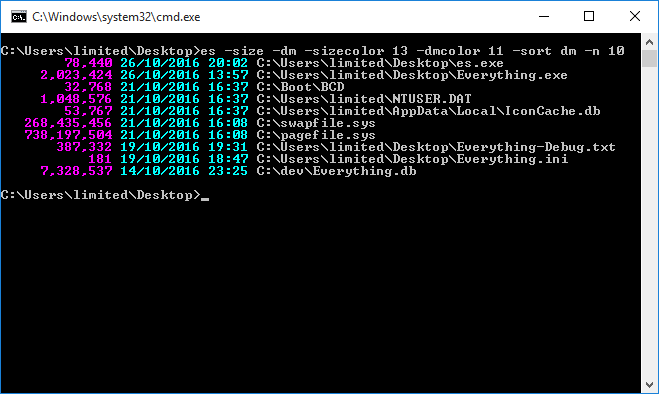 C:\Windows\system32\cmd.exe
C:\Users\limited\Desktop>es -size -dm -sizecolor 13 -dmcolor 11 -sort dm -n 10
78,440 26/10/2016 20:02 C:\Users\limited\Desktop\es.exe
2,023,424 26/10/2016 13:57 C:\Users\limited\Desktop\Everything.exe
32,768 21/10/2016 16:37 C:\Boot\BCD
1,048,576 21/10/2016 16:37 C:\Users\limited\NTUSER.DAT
53,767 21/10/2016 16:37 C:\Users\limited\AppData\Local\IconCache.db
268,435,456 21/10/2016 16:08 C:\swapfile.sys
738,197,504 21/10/2016 16:08 C:\pagefile.sys
387,332 19/10/2016 19:31 C:\Users\limited\Desktop\Everything-Debug.txt
181 19/10/2016 18:47 C:\Users\limited\Desktop\Everything.ini
7,328,537 14/10/2016 23:25 C:\dev\Everything.db
C:\Users\limited\Desktop>_